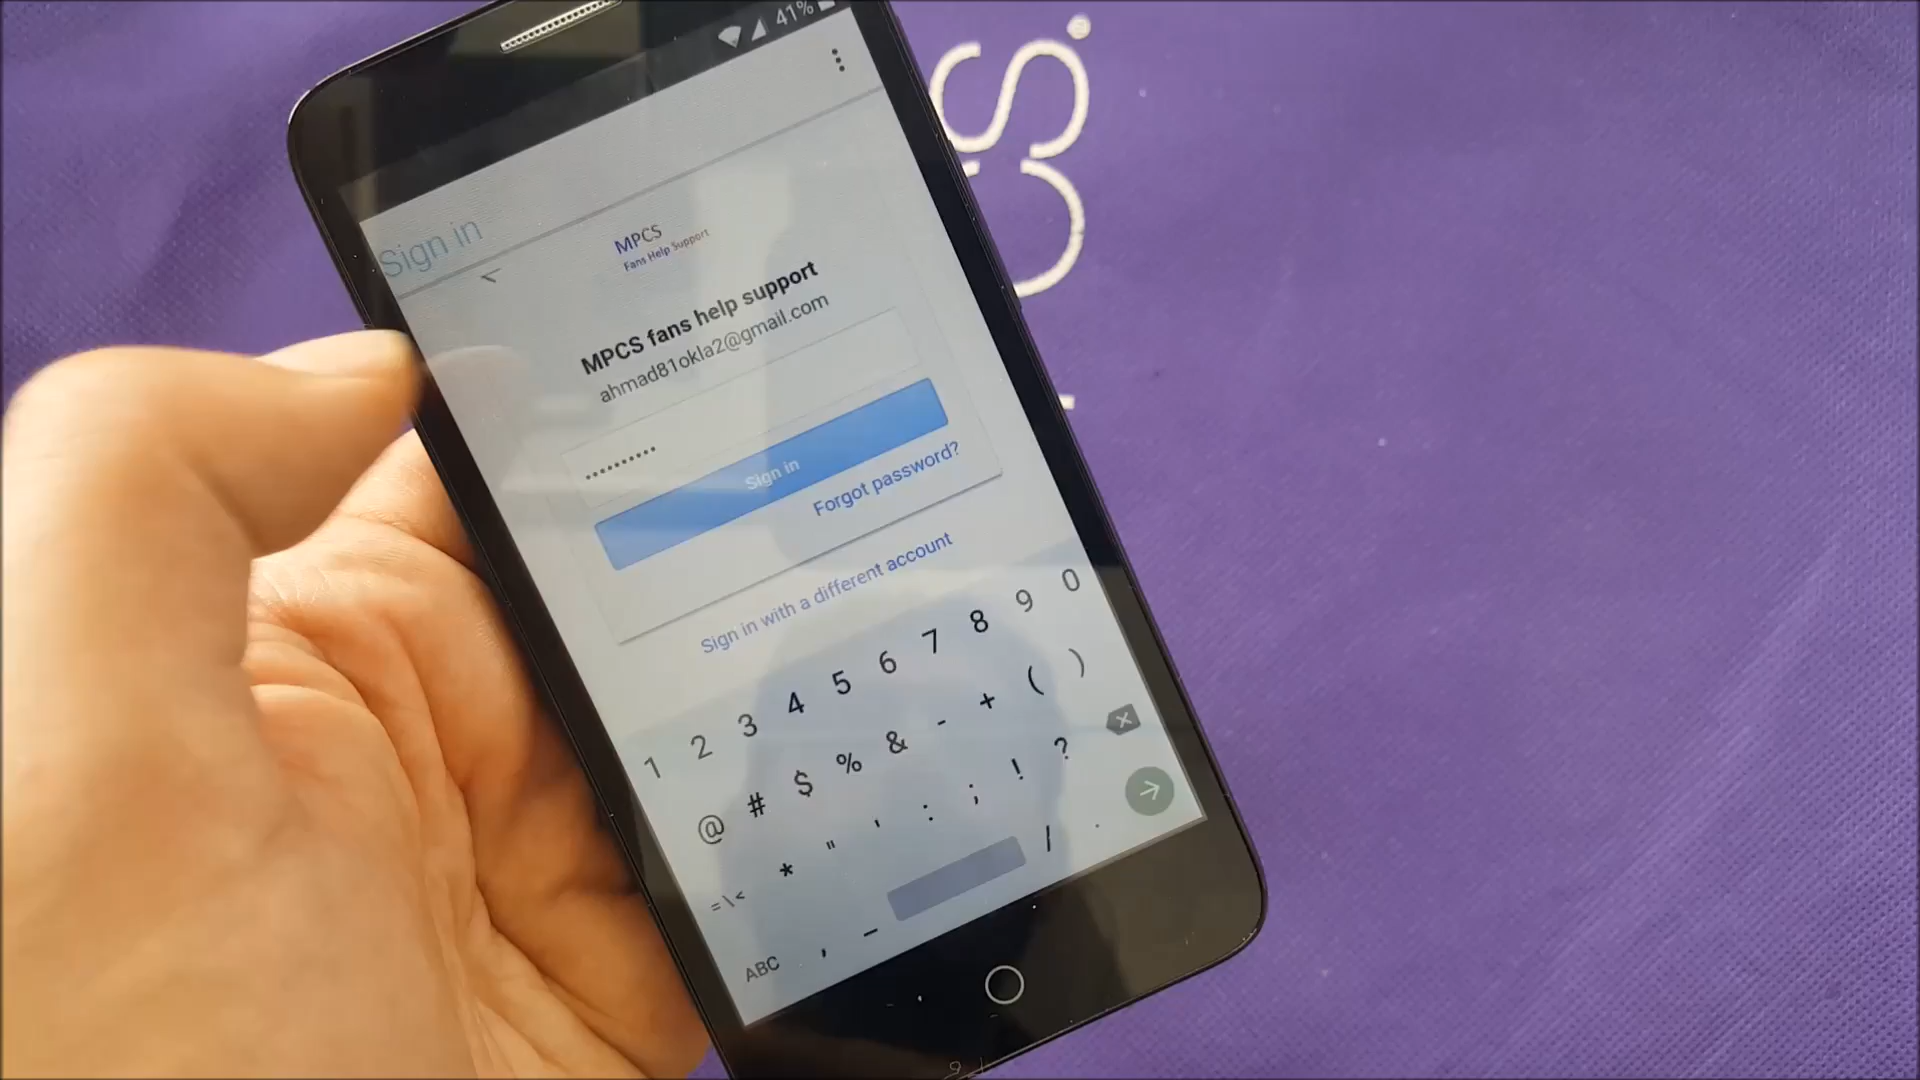 41%
Sign in
MPCS
Fans Help Support
MPCS fans help support
ahmad81okla2@gmail.com
••••••••••
Sign in
Forgot password?
Sign in with a different account
1 2 3 4 5 6 7 8 9 0
@ # $ % & - + ( )
=\< * " ' : ; ! ?
ABC , _ / .